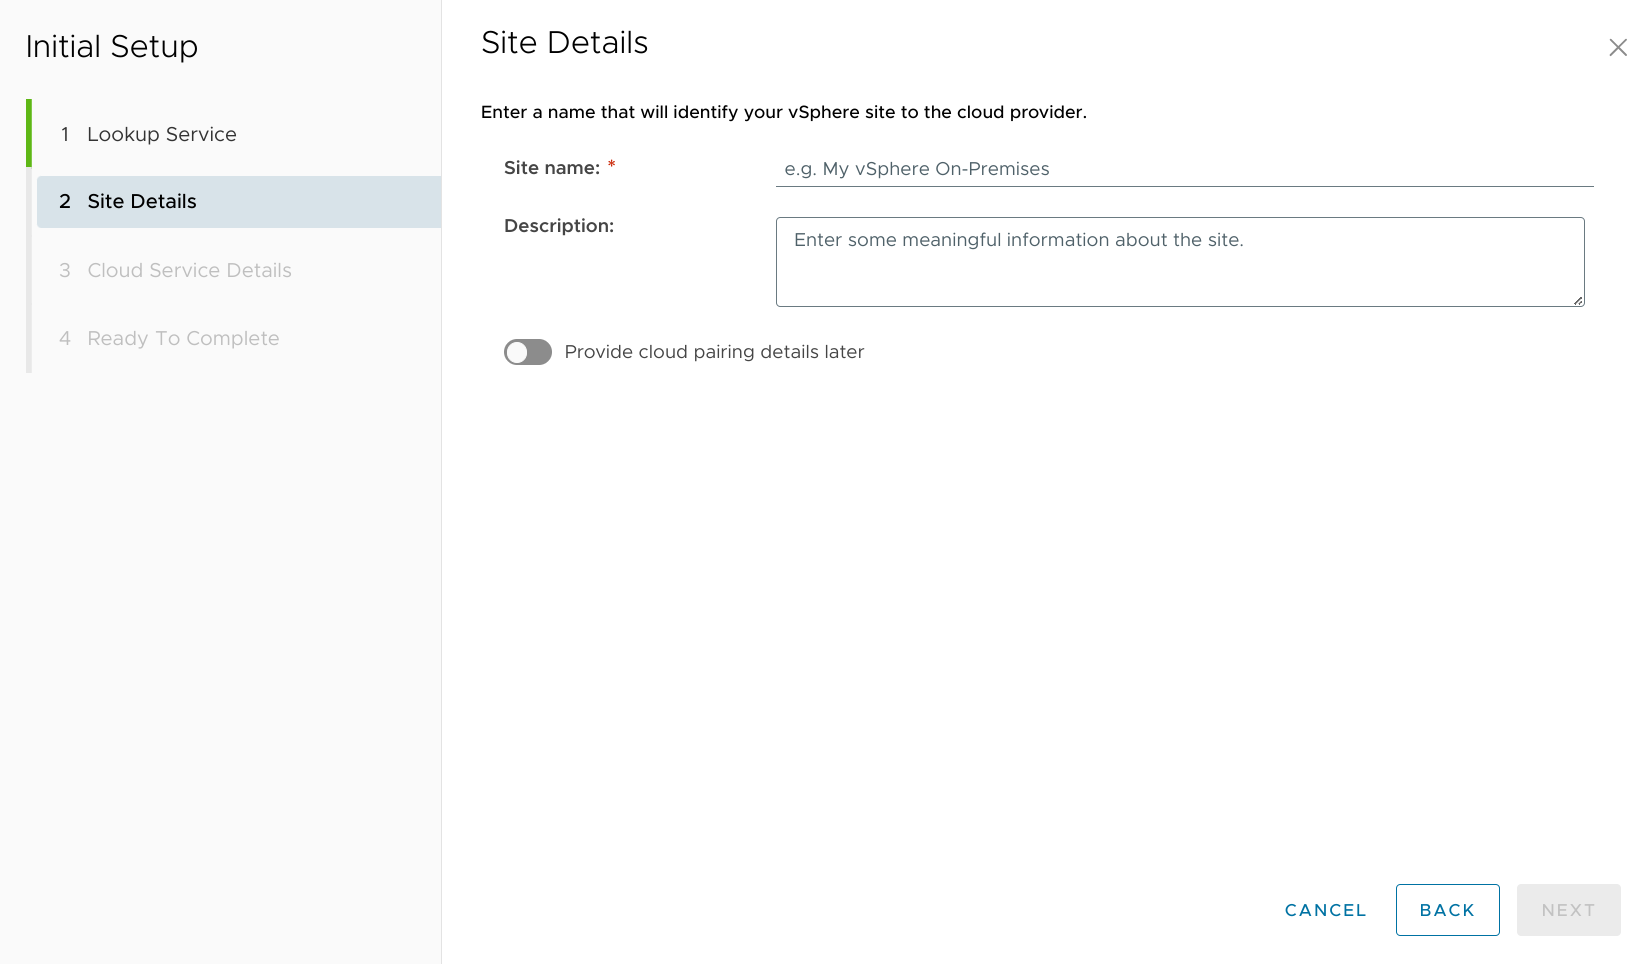 Initial Setup
1 Lookup Service
2 Site Details
3 Cloud Service Details
4 Ready To Complete
Site Details
Enter a name that will identify your vSphere site to the cloud provider.
Site name: *
e.g. My vSphere On-Premises
Description:
Enter some meaningful information about the site.
Provide cloud pairing details later
CANCEL
BACK
NEXT